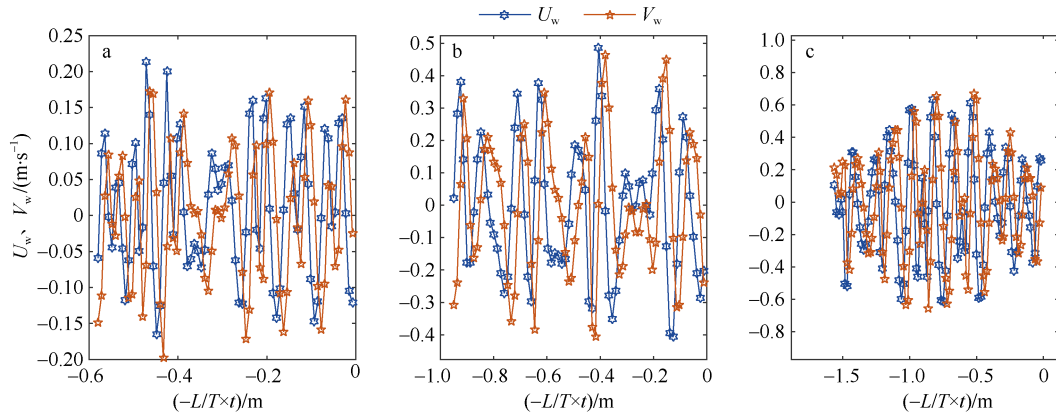 U_w V_w
a
0.25
0.20
0.15
0.10
0.05
0
−0.05
−0.10
−0.15
−0.20
−0.6 −0.4 −0.2 0
(−L/T×t)/m
U_w、V_w/(m·s⁻¹)
b
0.5
0.4
0.3
0.2
0.1
0
−0.1
−0.2
−0.3
−0.4
−1.0 −0.8 −0.6 −0.4 −0.2 0
(−L/T×t)/m
c
1.0
0.8
0.6
0.4
0.2
0
−0.2
−0.4
−0.6
−0.8
−1.5 −1.0 −0.5 0
(−L/T×t)/m